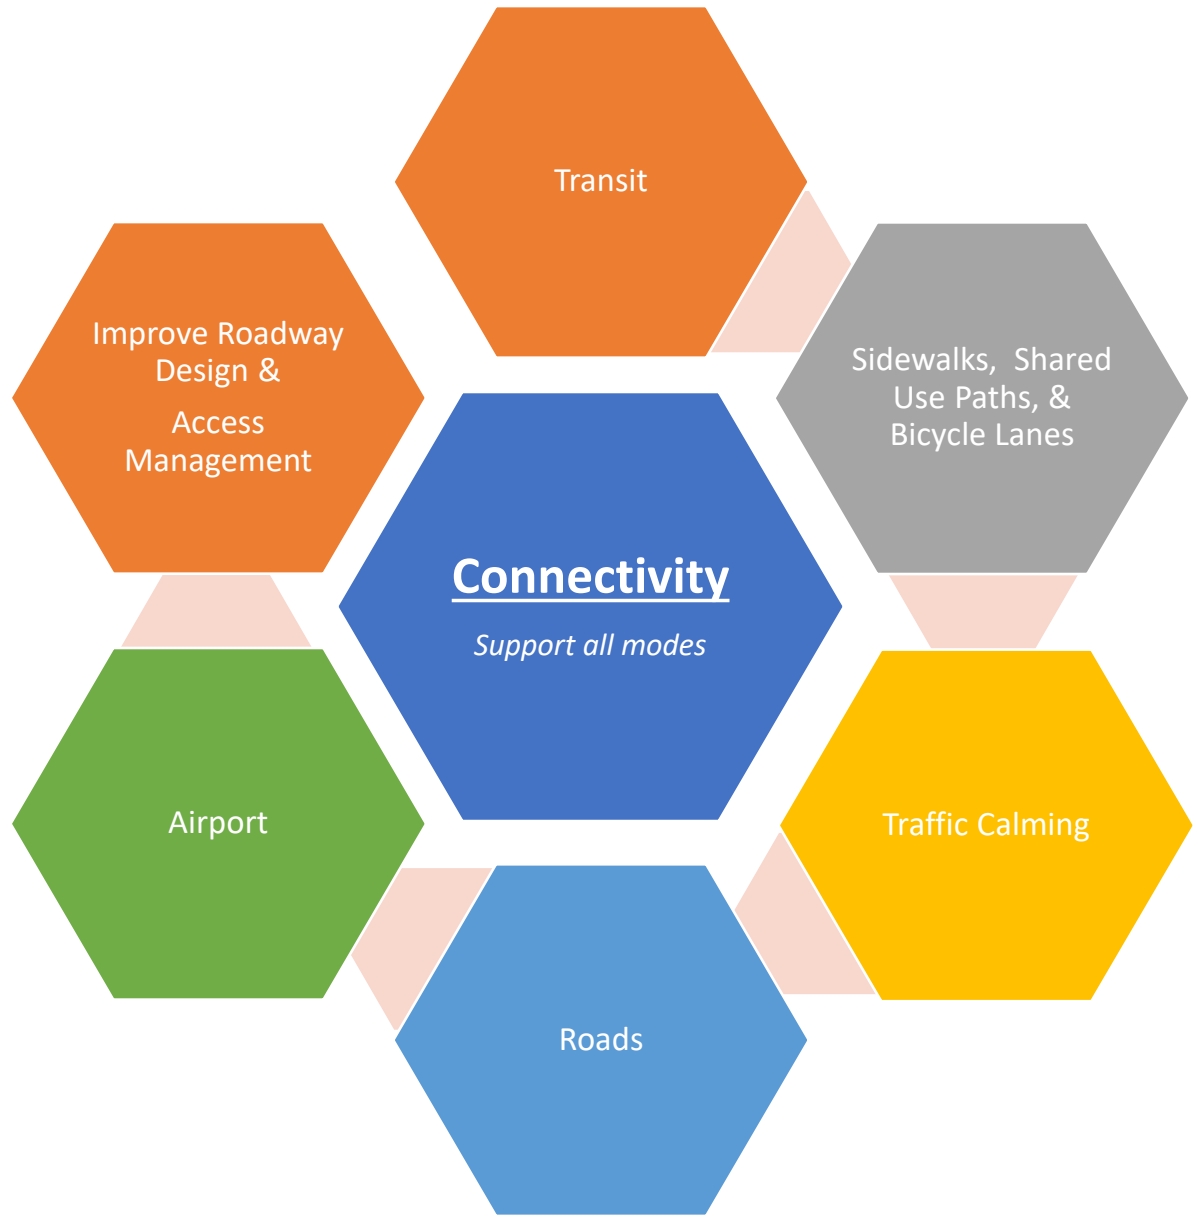 Transit
Improve Roadway
Design &
Access
Management
Sidewalks,  Shared
Use Paths, &
Bicycle Lanes
Connectivity
Support all modes
Airport
Traffic Calming
Roads